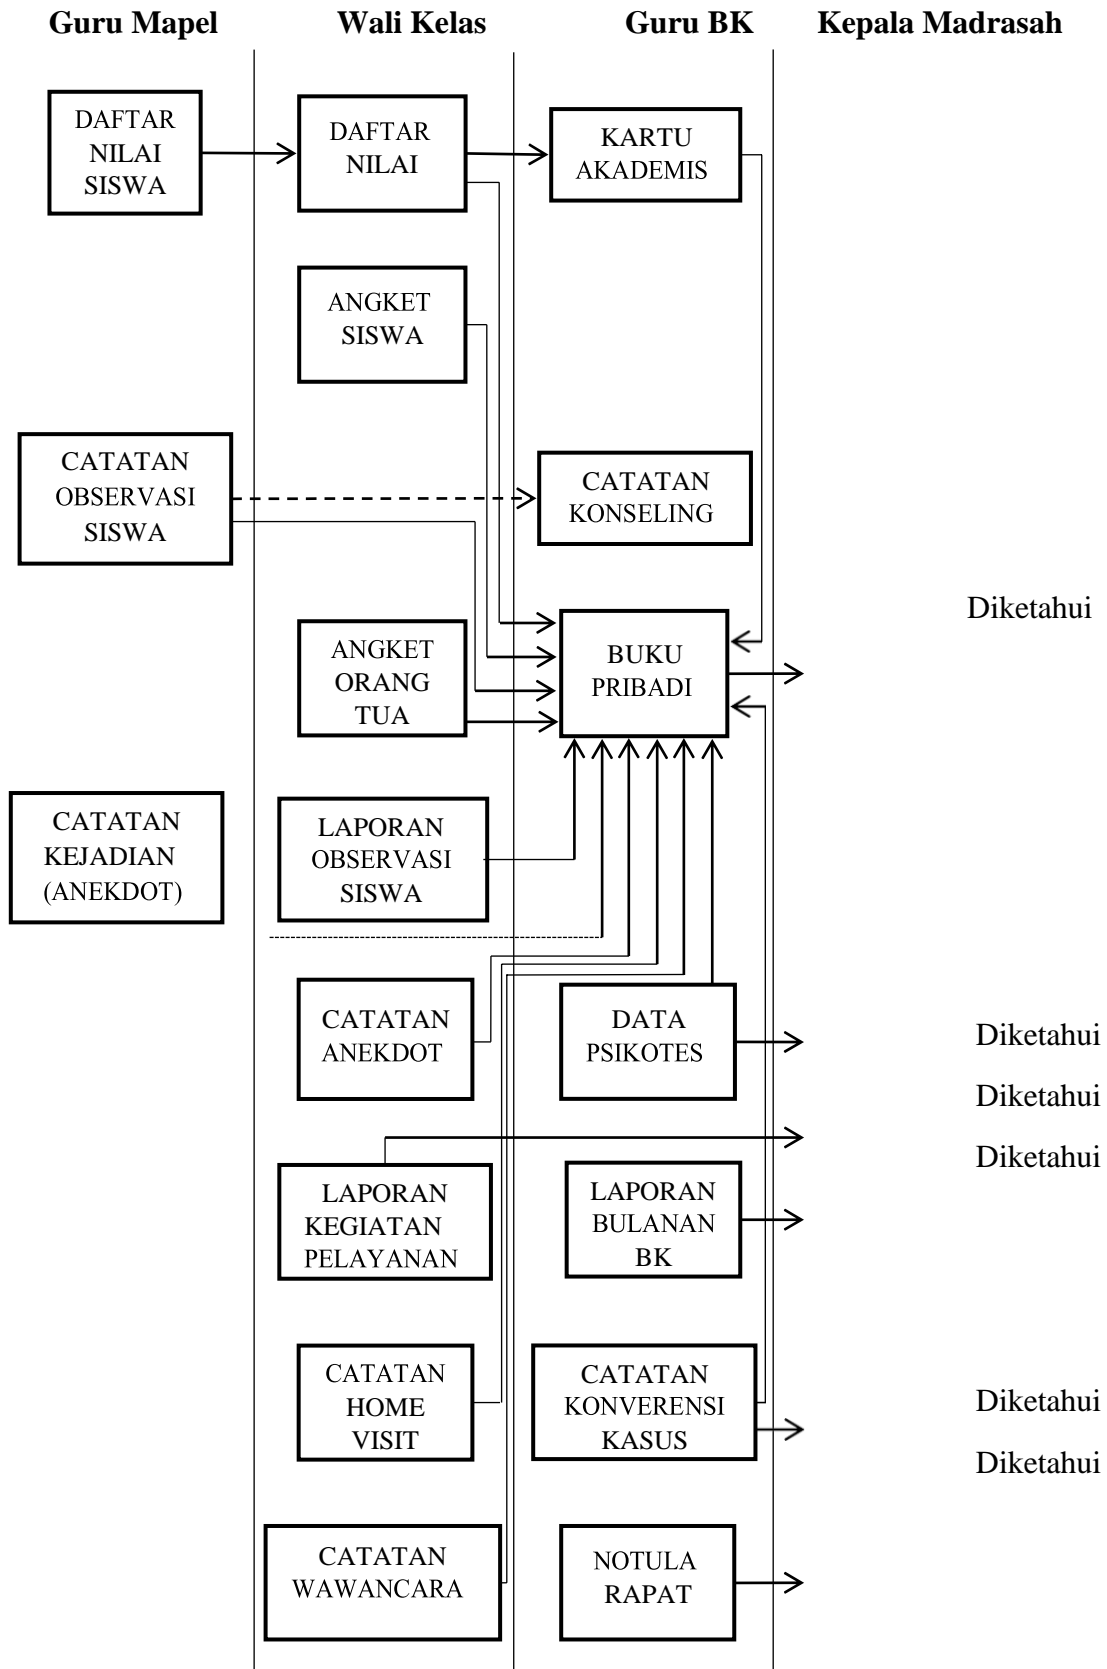 Guru Mapel Wali Kelas Guru BK Kepala Madrasah
DAFTAR
NILAI
SISWA
DAFTAR
NILAI
KARTU
AKADEMIS
ANGKET
SISWA
CATATAN
OBSERVASI
SISWA
CATATAN
KONSELING
Diketahui
ANGKET
ORANG
TUA
BUKU
PRIBADI
CATATAN
KEJADIAN
(ANEKDOT)
LAPORAN
OBSERVASI
SISWA
CATATAN
ANEKDOT
DATA
PSIKOTES
Diketahui
Diketahui
Diketahui
LAPORAN
KEGIATAN
PELAYANAN
LAPORAN
BULANAN
BK
CATATAN
HOME
VISIT
CATATAN
KONVERENSI
KASUS
Diketahui
Diketahui
CATATAN
WAWANCARA
NOTULA
RAPAT